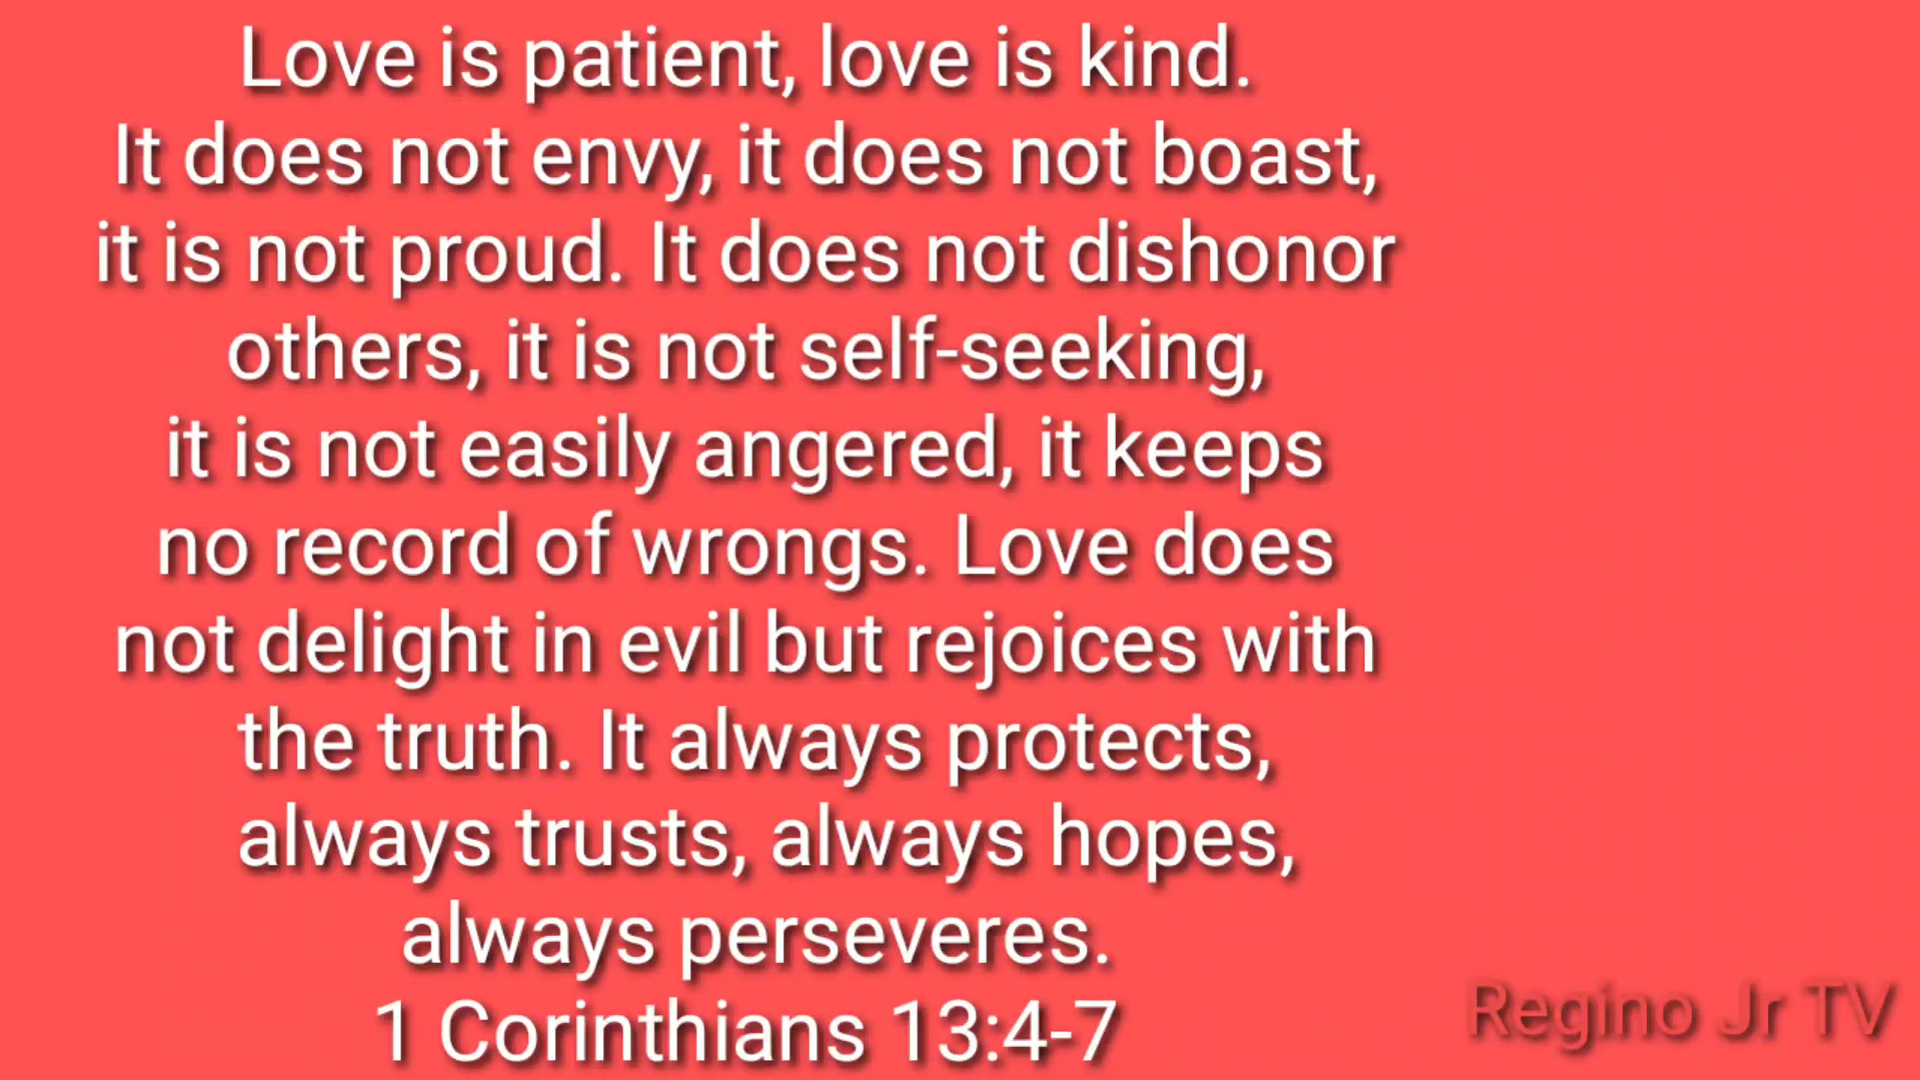 Love is patient, love is kind.
It does not envy, it does not boast,
it is not proud. It does not dishonor
others, it is not self-seeking,
it is not easily angered, it keeps
no record of wrongs. Love does
not delight in evil but rejoices with
the truth. It always protects,
always trusts, always hopes,
always perseveres.
1 Corinthians 13:4-7
Regino Jr TV